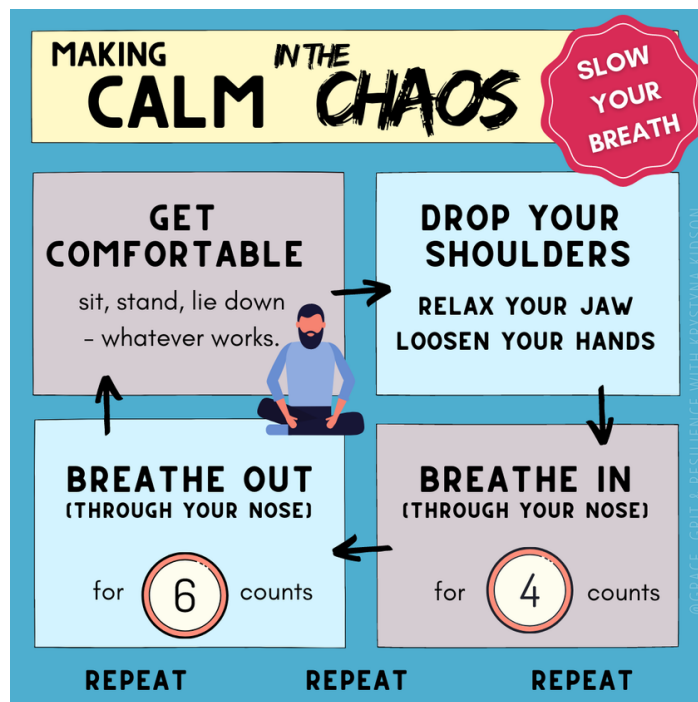 MAKING
CALM
IN THE
CHAOS
SLOW
YOUR
BREATH
GET
COMFORTABLE
sit, stand, lie down
- whatever works.
DROP YOUR
SHOULDERS
RELAX YOUR JAW
LOOSEN YOUR HANDS
BREATHE IN
(THROUGH YOUR NOSE)
for 4 counts
BREATHE OUT
(THROUGH YOUR NOSE)
for 6 counts
REPEAT REPEAT REPEAT